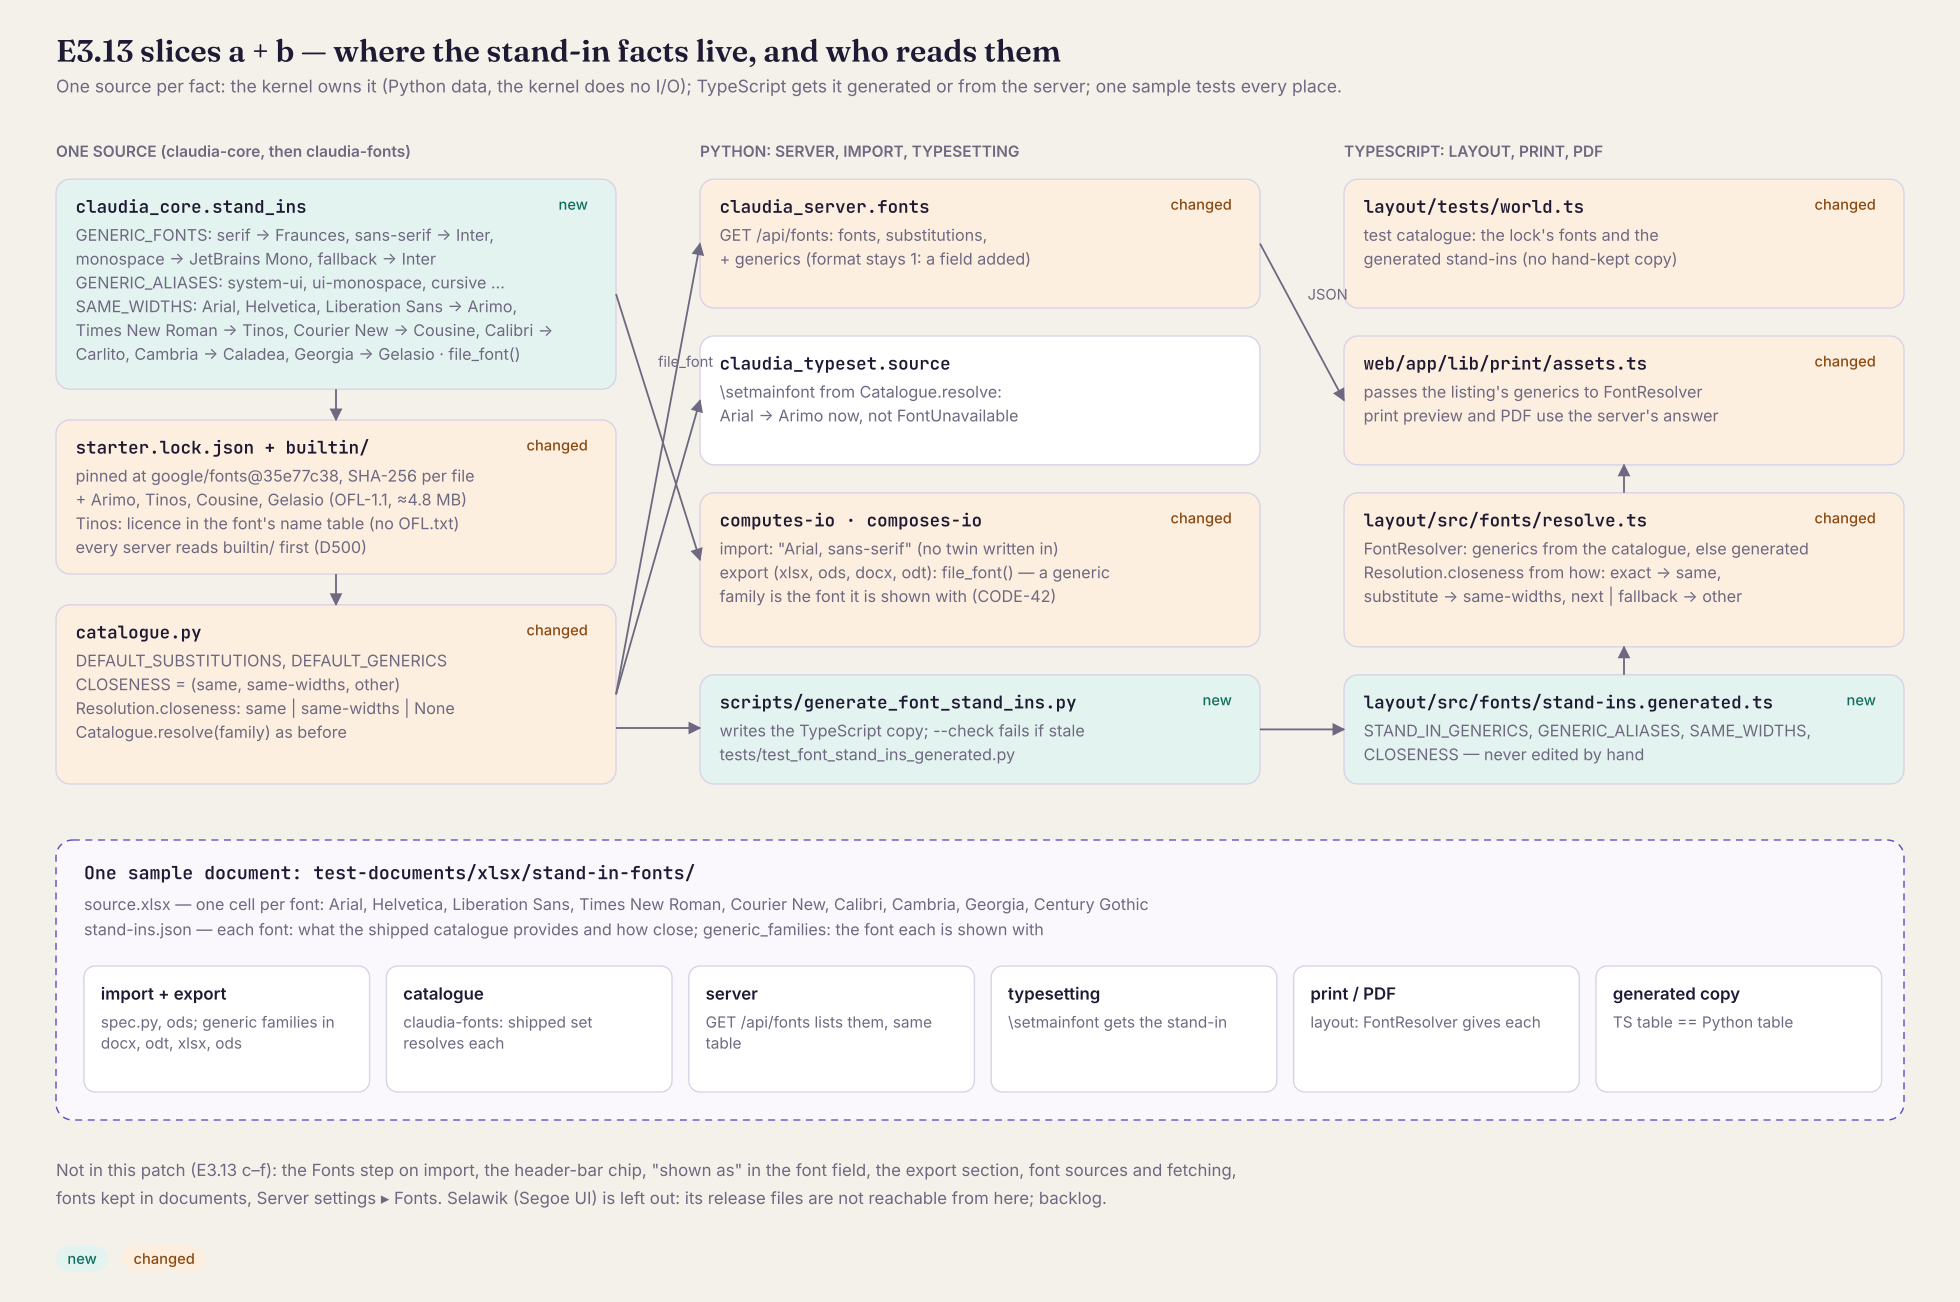 E3.13 slices a + b — where the stand-in facts live, and who reads them
One source per fact: the kernel owns it (Python data, the kernel does no I/O); TypeScript gets it generated or from the server; one sample tests every place.
ONE SOURCE (claudia-core, then claudia-fonts)
claudia_core.stand_ins
new
GENERIC_FONTS: serif → Fraunces, sans-serif → Inter,
monospace → JetBrains Mono, fallback → Inter
GENERIC_ALIASES: system-ui, ui-monospace, cursive ...
SAME_WIDTHS: Arial, Helvetica, Liberation Sans → Arimo,
Times New Roman → Tinos, Courier New → Cousine, Calibri →
Carlito, Cambria → Caladea, Georgia → Gelasio · file_font()
starter.lock.json + builtin/
changed
pinned at google/fonts@35e77c38, SHA-256 per file
+ Arimo, Tinos, Cousine, Gelasio (OFL-1.1, ≈4.8 MB)
Tinos: licence in the font's name table (no OFL.txt)
every server reads builtin/ first (D500)
catalogue.py
changed
DEFAULT_SUBSTITUTIONS, DEFAULT_GENERICS
CLOSENESS = (same, same-widths, other)
Resolution.closeness: same | same-widths | None
Catalogue.resolve(family) as before
PYTHON: SERVER, IMPORT, TYPESETTING
claudia_server.fonts
changed
GET /api/fonts: fonts, substitutions,
+ generics (format stays 1: a field added)
file_font
claudia_typeset.source
\setmainfont from Catalogue.resolve:
Arial → Arimo now, not FontUnavailable
computes-io · composes-io
changed
import: "Arial, sans-serif" (no twin written in)
export (xlsx, ods, docx, odt): file_font() — a generic
family is the font it is shown with (CODE-42)
scripts/generate_font_stand_ins.py
new
writes the TypeScript copy; --check fails if stale
tests/test_font_stand_ins_generated.py
TYPESCRIPT: LAYOUT, PRINT, PDF
layout/tests/world.ts
changed
test catalogue: the lock's fonts and the
generated stand-ins (no hand-kept copy)
JSON
web/app/lib/print/assets.ts
changed
passes the listing's generics to FontResolver
print preview and PDF use the server's answer
layout/src/fonts/resolve.ts
changed
FontResolver: generics from the catalogue, else generated
Resolution.closeness from how: exact → same,
substitute → same-widths, next | fallback → other
layout/src/fonts/stand-ins.generated.ts
new
STAND_IN_GENERICS, GENERIC_ALIASES, SAME_WIDTHS,
CLOSENESS — never edited by hand
One sample document: test-documents/xlsx/stand-in-fonts/
source.xlsx — one cell per font: Arial, Helvetica, Liberation Sans, Times New Roman, Courier New, Calibri, Cambria, Georgia, Century Gothic
stand-ins.json — each font: what the shipped catalogue provides and how close; generic_families: the font each is shown with
import + export
spec.py, ods; generic families in
docx, odt, xlsx, ods
catalogue
claudia-fonts: shipped set
resolves each
server
GET /api/fonts lists them, same
table
typesetting
\setmainfont gets the stand-in
print / PDF
layout: FontResolver gives each
generated copy
TS table == Python table
Not in this patch (E3.13 c–f): the Fonts step on import, the header-bar chip, "shown as" in the font field, the export section, font sources and fetching,
fonts kept in documents, Server settings ▸ Fonts. Selawik (Segoe UI) is left out: its release files are not reachable from here; backlog.
new
changed